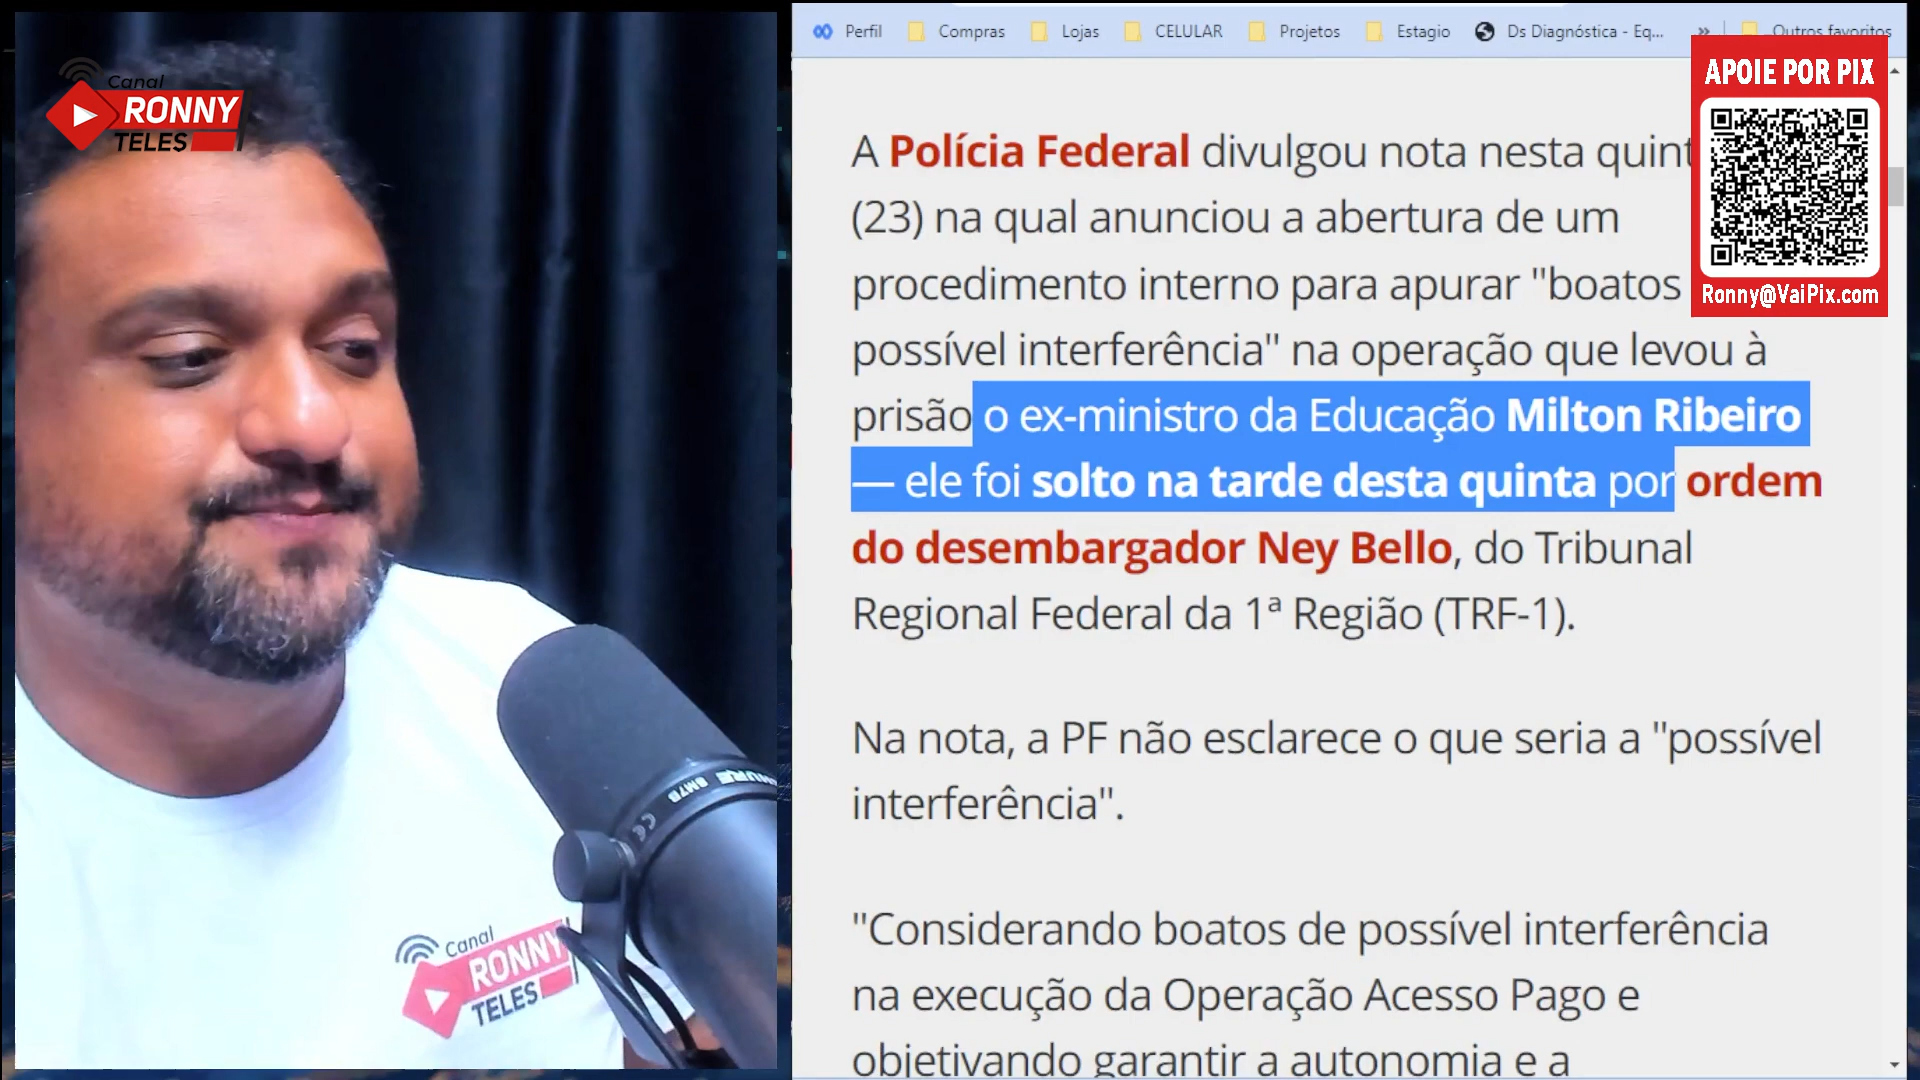 Canal
RONNY
TELES
Perfil
Compras
Lojas
CELULAR
Projetos
Estagio
Ds Diagnóstica - Eq...
»
Outros favoritos
APOIE POR PIX
Ronny@VaiPix.com
A Polícia Federal divulgou nota nesta quint
(23) na qual anunciou a abertura de um
procedimento interno para apurar "boatos
possível interferência" na operação que levou à
prisão o ex-ministro da Educação Milton Ribeiro
— ele foi solto na tarde desta quinta por ordem
do desembargador Ney Bello, do Tribunal
Regional Federal da 1ª Região (TRF-1).
Na nota, a PF não esclarece o que seria a "possível
interferência".
"Considerando boatos de possível interferência
na execução da Operação Acesso Pago e
objetivando garantir a autonomia e a
SHURE SM7B
CE
Canal
RONNY
TELES